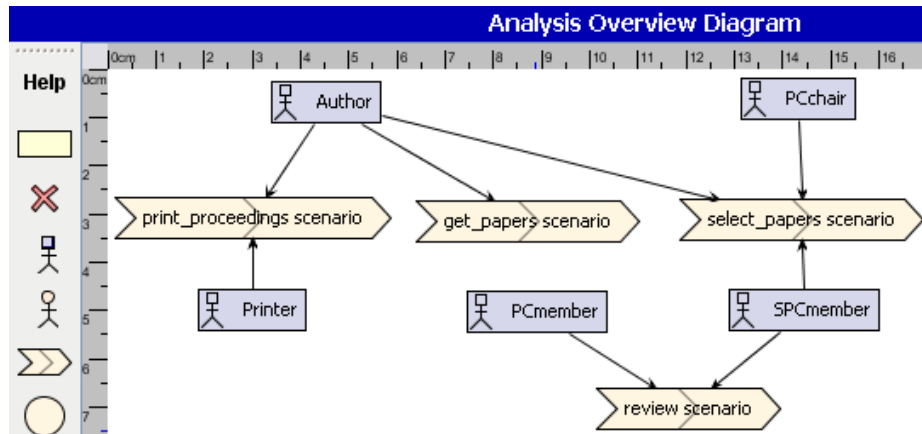 Analysis Overview Diagram
0cm 1 2 3 4 5 6 7 8 9 10 11 12 13 14 15 16
Help
0cm
1
2
3
4
5
6
7
Author
PCchair
print_proceedings scenario
get_papers scenario
select_papers scenario
Printer
PCmember
SPCmember
review scenario